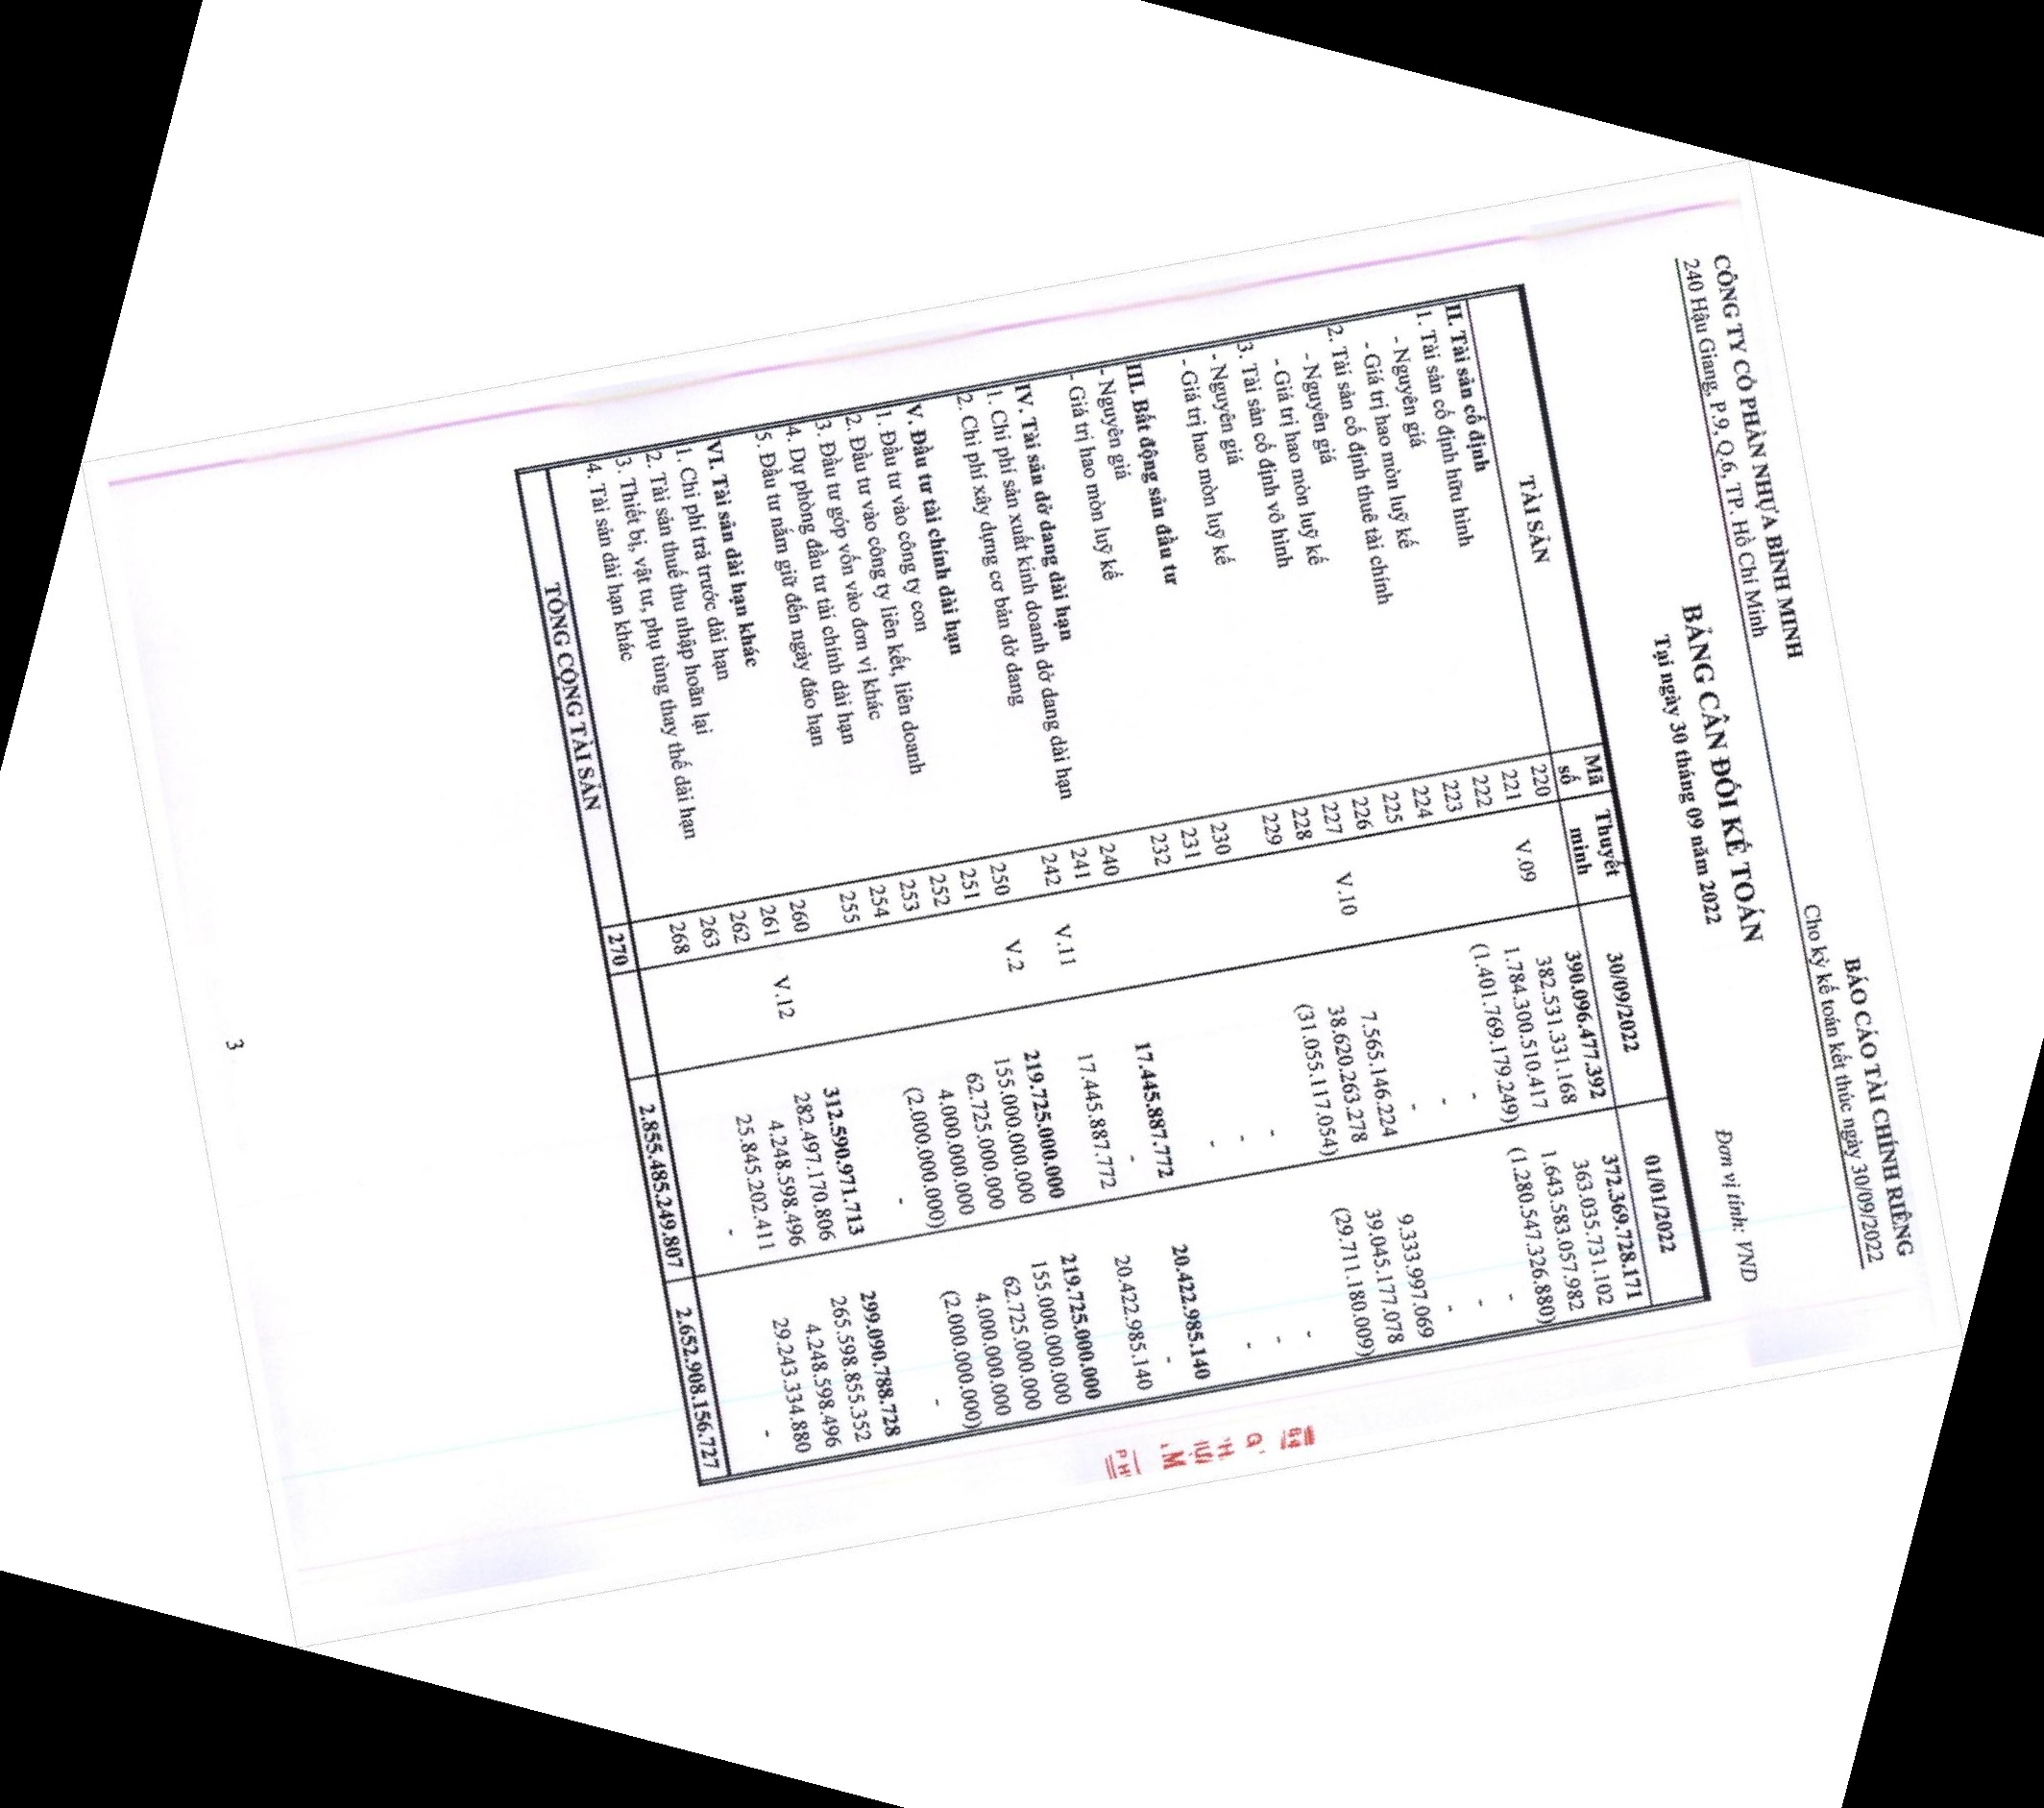 CÔNG TY CỔ PHẦN NHỰA BÌNH MINH
240 Hậu Giang, P.9, Q.6, TP. Hồ Chí Minh
BÁO CÁO TÀI CHÍNH RIÊNG
Cho kỳ kế toán kết thúc ngày 30/09/2022
BẢNG CÂN ĐỐI KẾ TOÁN
Tại ngày 30 tháng 09 năm 2022
Đơn vị tính: VND
TÀI SẢN Mã số Thuyết minh 30/09/2022 01/01/2022
II. Tài sản cố định 220 390.096.477.392 372.369.728.171
1. Tài sản cố định hữu hình 221 V.09 382.531.331.168 363.035.731.102
- Nguyên giá 222 1.784.300.510.417 1.643.583.057.982
- Giá trị hao mòn luỹ kế 223 (1.401.769.179.249) (1.280.547.326.880)
2. Tài sản cố định thuê tài chính 224 - -
- Nguyên giá 225 - -
- Giá trị hao mòn luỹ kế 226 - -
3. Tài sản cố định vô hình 227 V.10 7.565.146.224 9.333.997.069
- Nguyên giá 228 38.620.263.278 39.045.177.078
- Giá trị hao mòn luỹ kế 229 (31.055.117.054) (29.711.180.009)
III. Bất động sản đầu tư 230 - -
- Nguyên giá 231 - -
- Giá trị hao mòn luỹ kế 232 - -
IV. Tài sản dở dang dài hạn 240 17.445.887.772 20.422.985.140
1. Chi phí sản xuất kinh doanh dở dang dài hạn 241 - -
2. Chi phí xây dựng cơ bản dở dang 242 V.11 17.445.887.772 20.422.985.140
V. Đầu tư tài chính dài hạn 250 V.2 219.725.000.000 219.725.000.000
1. Đầu tư vào công ty con 251 155.000.000.000 155.000.000.000
2. Đầu tư vào công ty liên kết, liên doanh 252 62.725.000.000 62.725.000.000
3. Đầu tư góp vốn vào đơn vị khác 253 4.000.000.000 4.000.000.000
4. Dự phòng đầu tư tài chính dài hạn 254 (2.000.000.000) (2.000.000.000)
5. Đầu tư nắm giữ đến ngày đáo hạn 255 - -
VI. Tài sản dài hạn khác 260 312.590.971.713 299.090.788.728
1. Chi phí trả trước dài hạn 261 V.12 282.497.170.806 265.598.855.352
2. Tài sản thuế thu nhập hoãn lại 262 4.248.598.496 4.248.598.496
3. Thiết bị, vật tư, phụ tùng thay thế dài hạn 263 25.845.202.411 29.243.334.880
4. Tài sản dài hạn khác 268 - -
TỔNG CỘNG TÀI SẢN 270 2.855.485.249.807 2.652.908.156.727
3